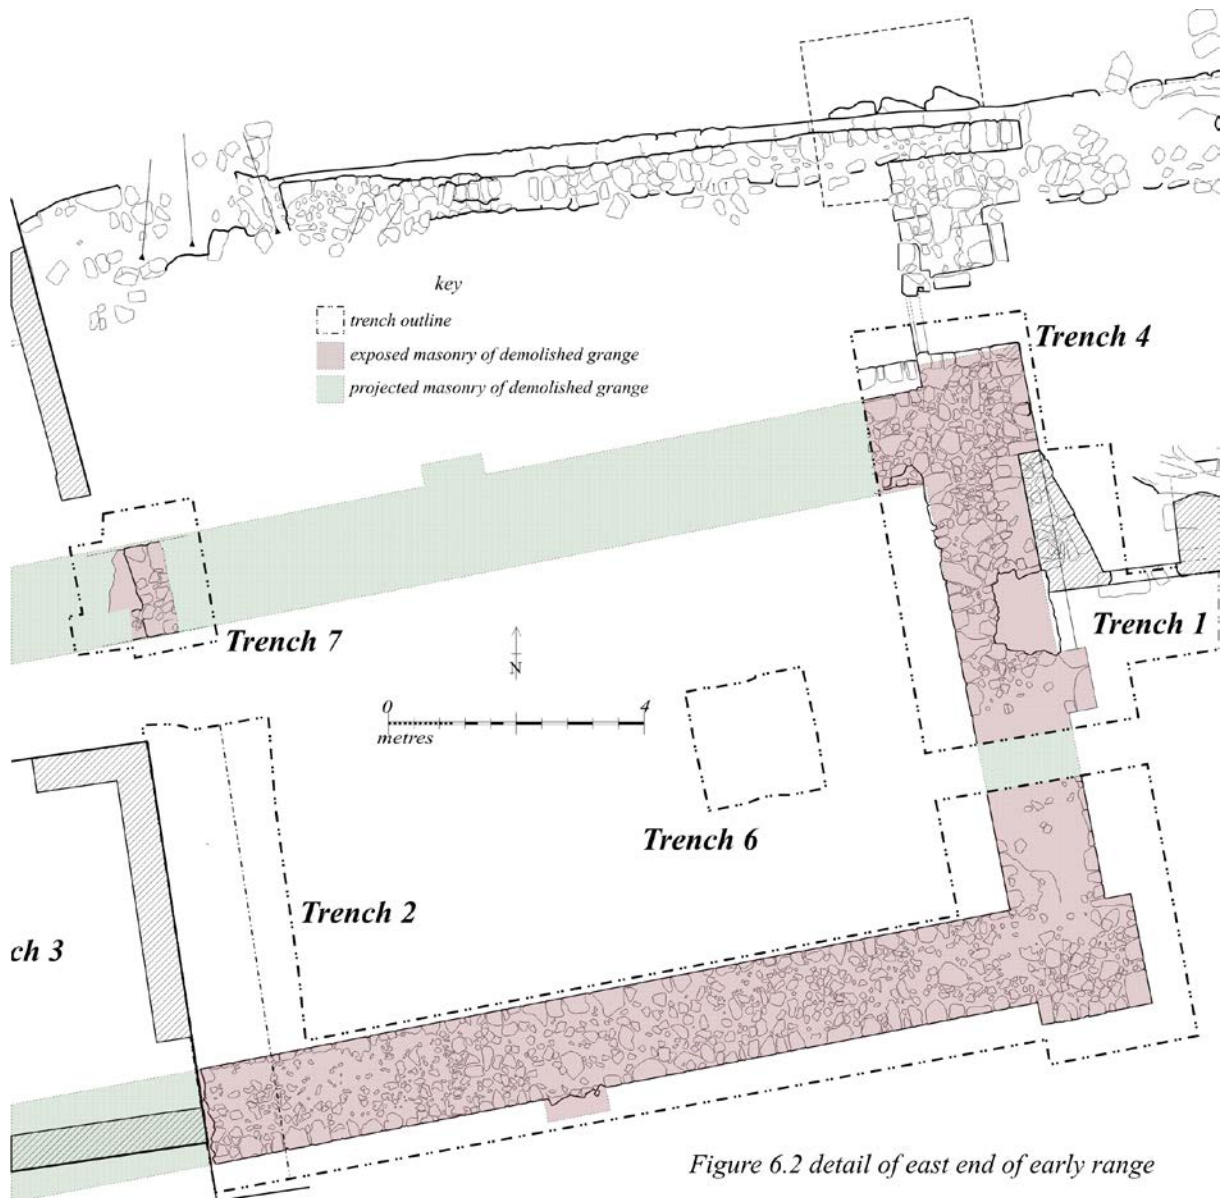 key
trench outline
exposed masonry of demolished grange
projected masonry of demolished grange
Trench 4
Trench 1
Trench 7
N
0 4
metres
Trench 6
Trench 2
ch 3
Figure 6.2 detail of east end of early range